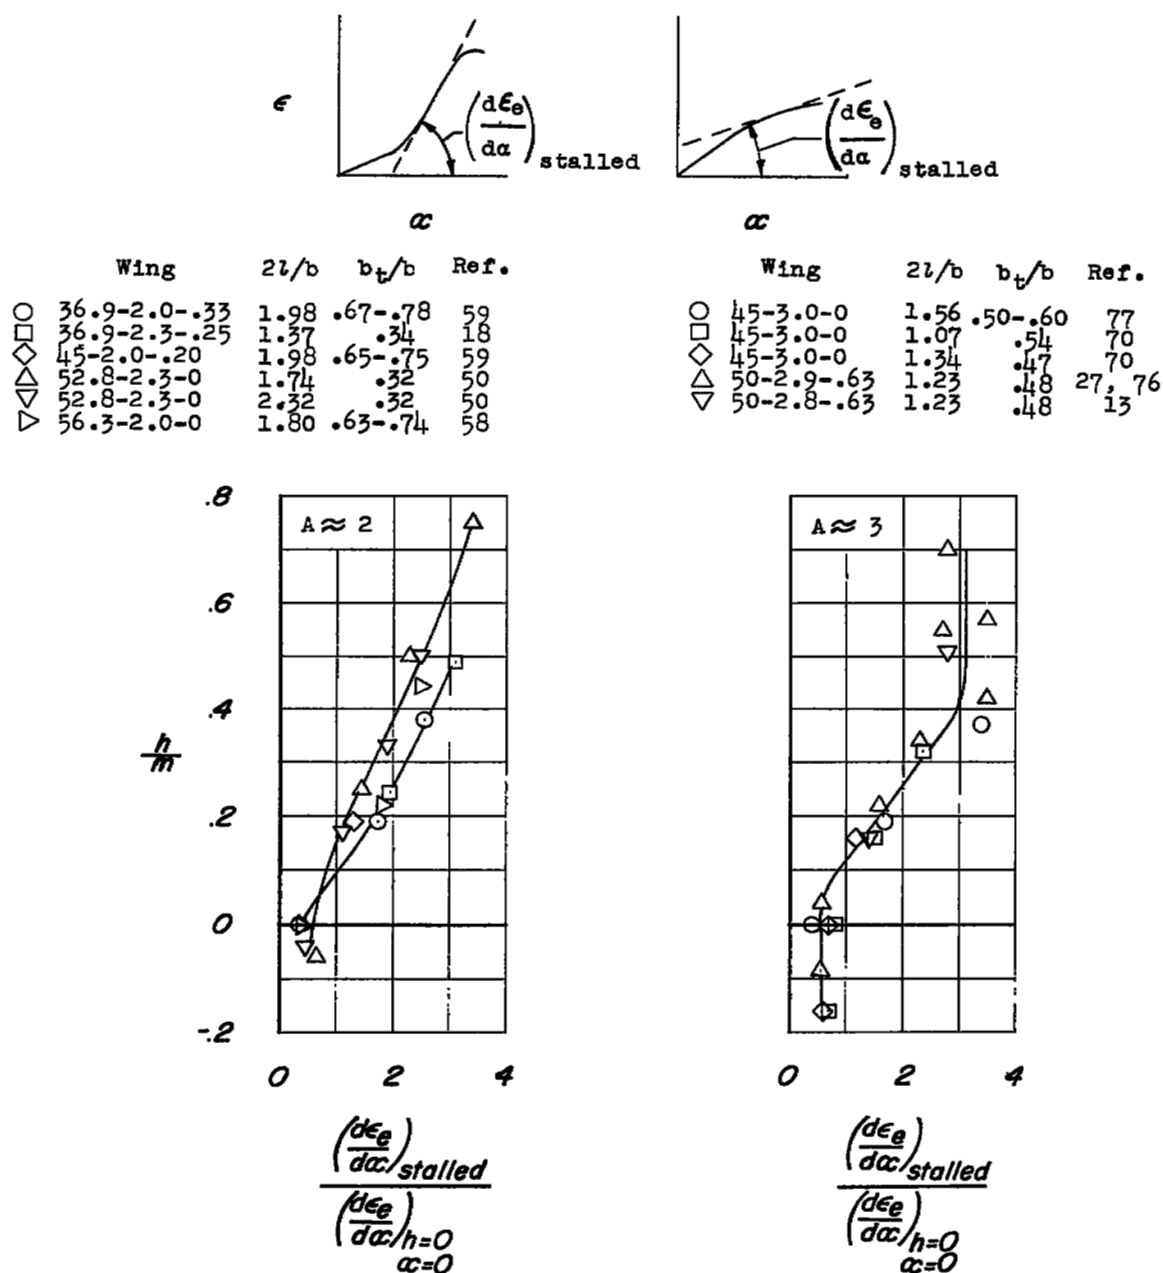 ϵ
(dϵe/dα)stalled
(dϵe/dα)stalled
α
α
Wing 2l/b bt/b Ref.
36.9-2.0-.33 1.98 .67-.78 59
36.9-2.3-.25 1.37 .34 18
45-2.0-.20 1.98 .65-.75 59
52.8-2.3-0 1.74 .32 50
52.8-2.3-0 2.32 .32 50
56.3-2.0-0 1.80 .63-.74 58
Wing 2l/b bt/b Ref.
45-3.0-0 1.56 .50-.60 77
45-3.0-0 1.07 .54 70
45-3.0-0 1.34 .47 70
50-2.9-.63 1.23 .48 27, 76
50-2.8-.63 1.23 .48 13
.8
.6
.4
.2
0
-.2
h/m
A ≈ 2
A ≈ 3
0 2 4
0 2 4
(dϵe/dα)stalled
(dϵe/dα)h=0
α=0
(dϵe/dα)stalled
(dϵe/dα)h=0
α=0